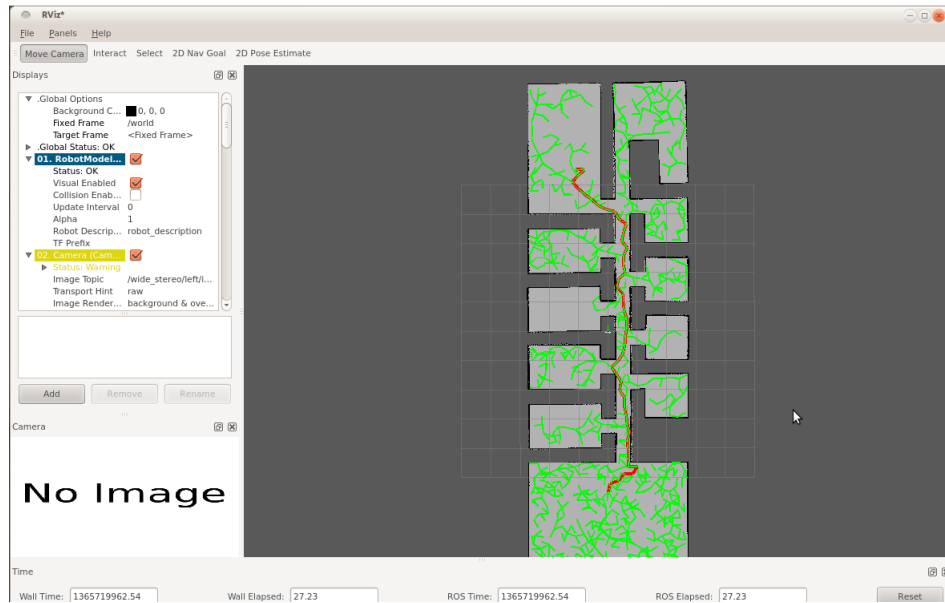 RViz*
File Panels Help
Move Camera Interact Select 2D Nav Goal 2D Pose Estimate
Displays
.Global Options
Background C... 0, 0, 0
Fixed Frame /world
Target Frame <Fixed Frame>
.Global Status: OK
01. RobotModel...
Status: OK
Visual Enabled
Collision Enab...
Update Interval 0
Alpha 1
Robot Descrip... robot_description
TF Prefix
02. Camera (Cam...
Status: Warning
Image Topic /wide_stereo/left/i...
Transport Hint raw
Image Render... background & ove...
Add Remove Rename
Camera
No Image
Time
Wall Time: 1365719962.54 Wall Elapsed: 27.23 ROS Time: 1365719962.54 ROS Elapsed: 27.23 Reset